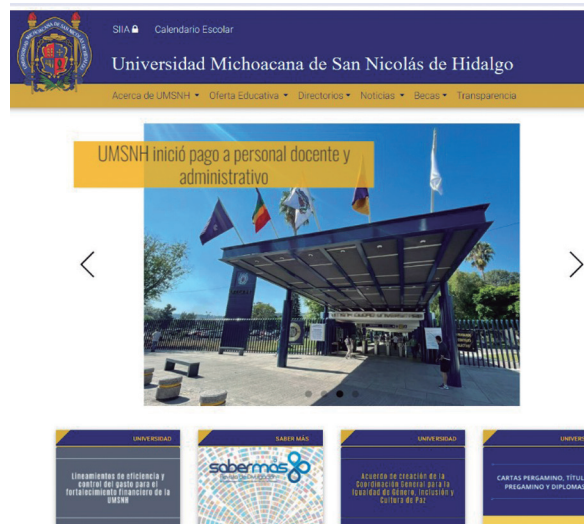 SIIA
Calendario Escolar
Universidad Michoacana de San Nicolás de Hidalgo
Acerca de UMSNH
Oferta Educativa
Directorios
Noticias
Becas
Transparencia
UMSNH inició pago a personal docente y
administrativo
UNIVERSIDAD
Lineamientos de eficiencia y
control del gasto para el
fortalecimiento financiero de la
UMSNH
SABER MÁS
sabermás
UNIVERSIDAD
Acuerdo de creación de la
Coordinación General para la
Igualdad de Género, Inclusión y
Cultura de Paz
UNIVERS
CARTAS PERGAMINO, TÍTUL
PREGAMINO Y DIPLOMAS